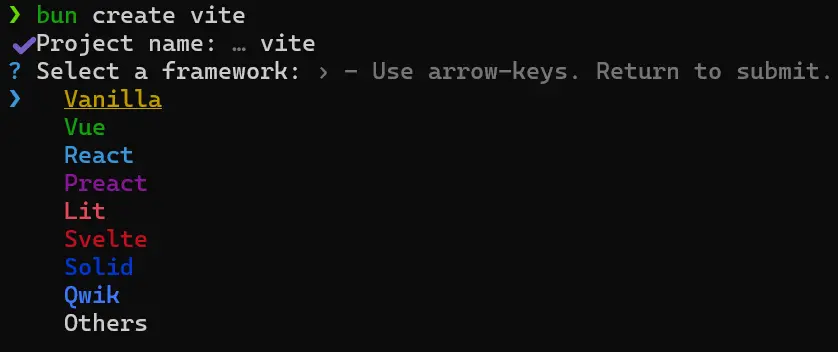 ❯ bun create vite
✔Project name: … vite
? Select a framework: › - Use arrow-keys. Return to submit.
❯ Vanilla
Vue
React
Preact
Lit
Svelte
Solid
Qwik
Others